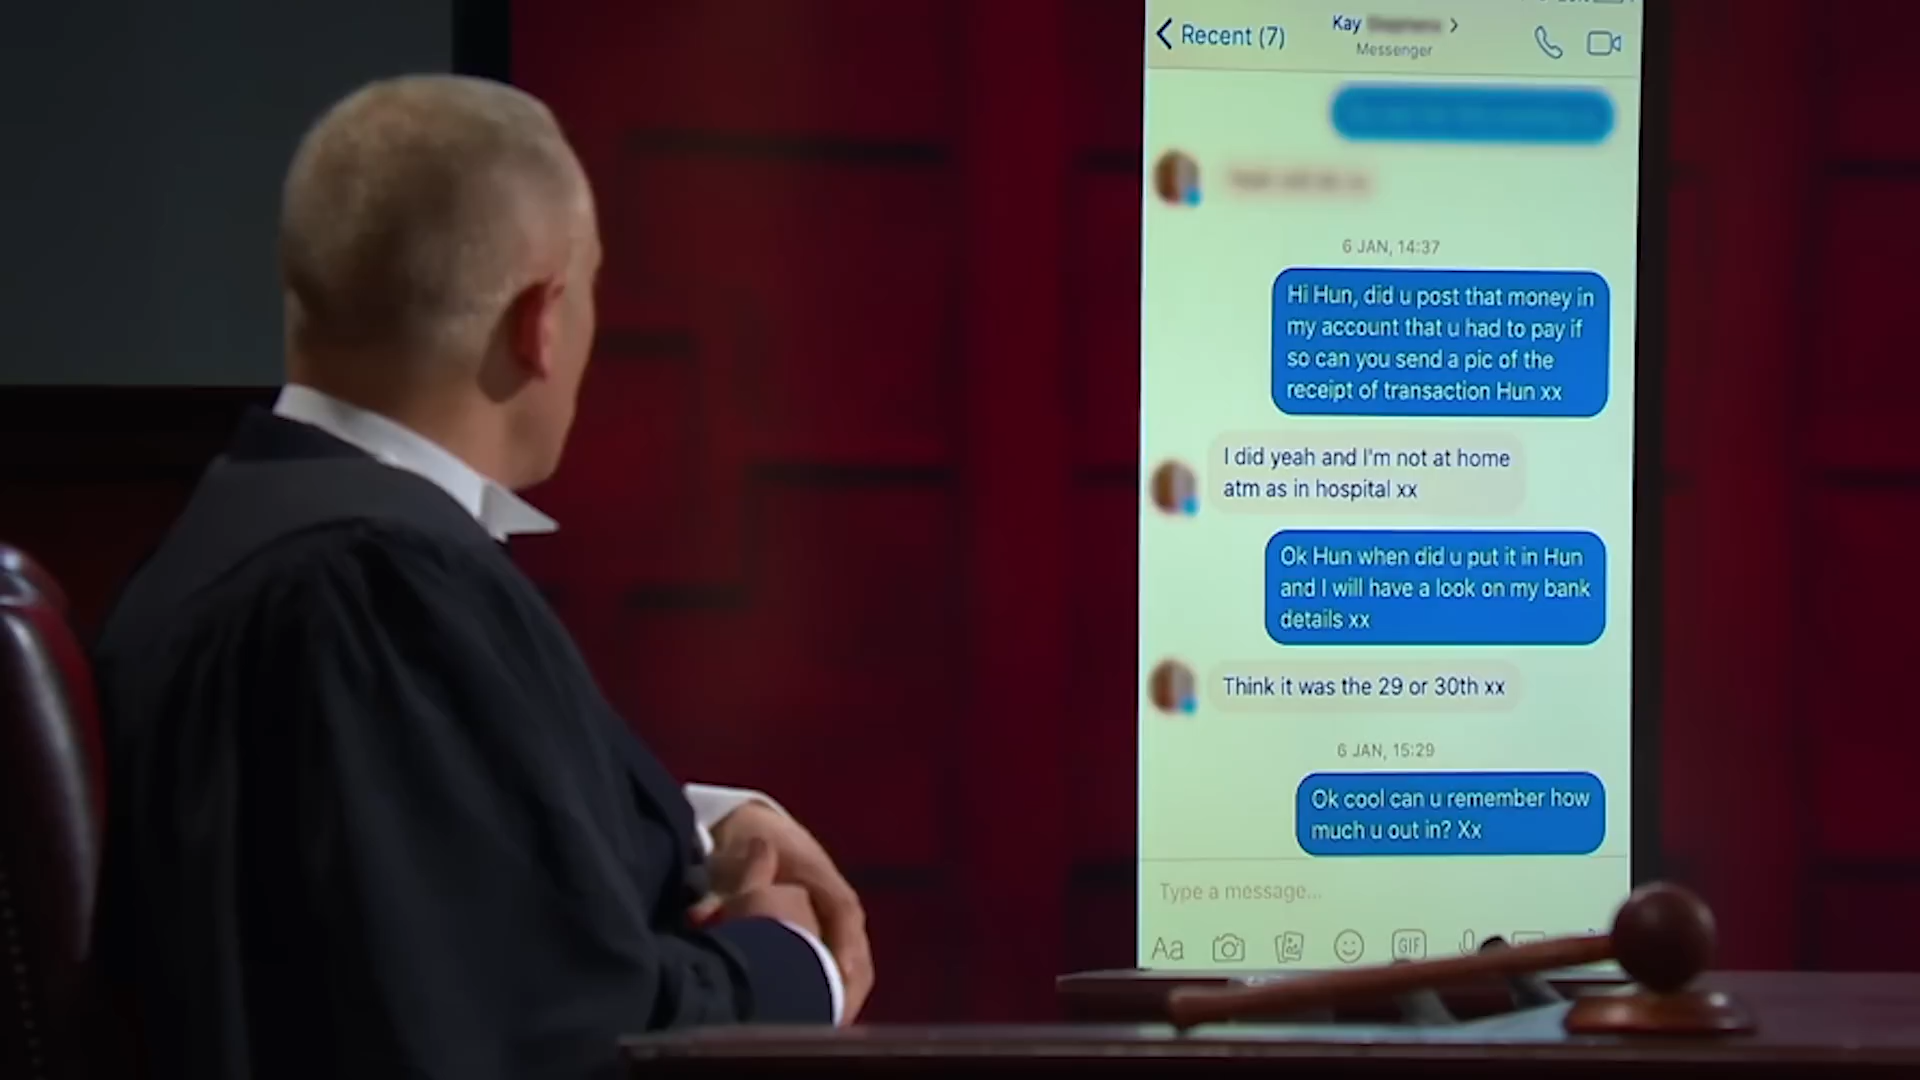 Recent (7)
Kay
Messenger
6 JAN, 14:37
Hi Hun, did u post that money in
my account that u had to pay if
so can you send a pic of the
receipt of transaction Hun xx
I did yeah and I'm not at home
atm as in hospital xx
Ok Hun when did u put it in Hun
and I will have a look on my bank
details xx
Think it was the 29 or 30th xx
6 JAN, 15:29
Ok cool can u remember how
much u out in? Xx
Type a message...
Aa
GIF